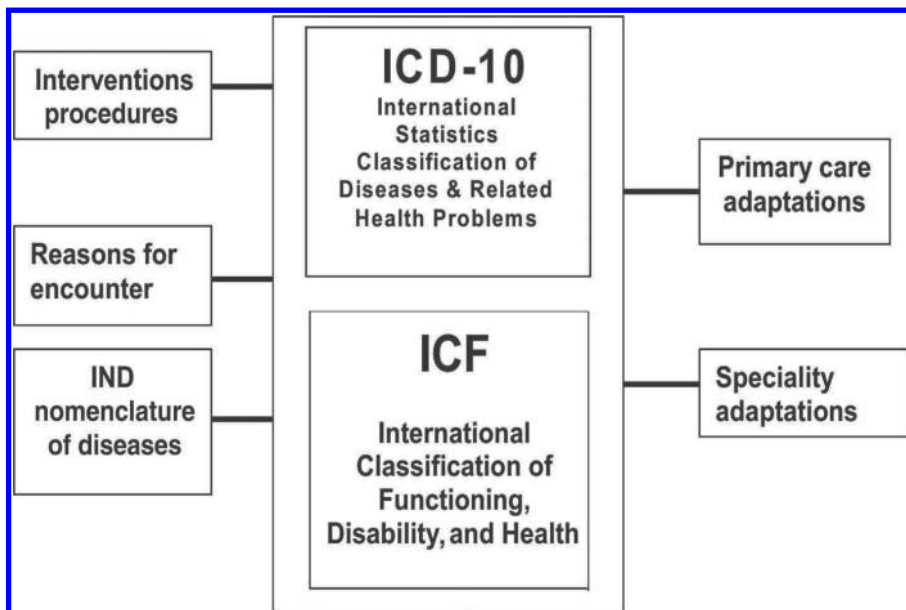 Interventions
procedures
Reasons for
encounter
IND
nomenclature
of diseases
ICD-10
International
Statistics
Classification of
Diseases & Related
Health Problems
ICF
International
Classification of
Functioning,
Disability, and Health
Primary care
adaptations
Speciality
adaptations